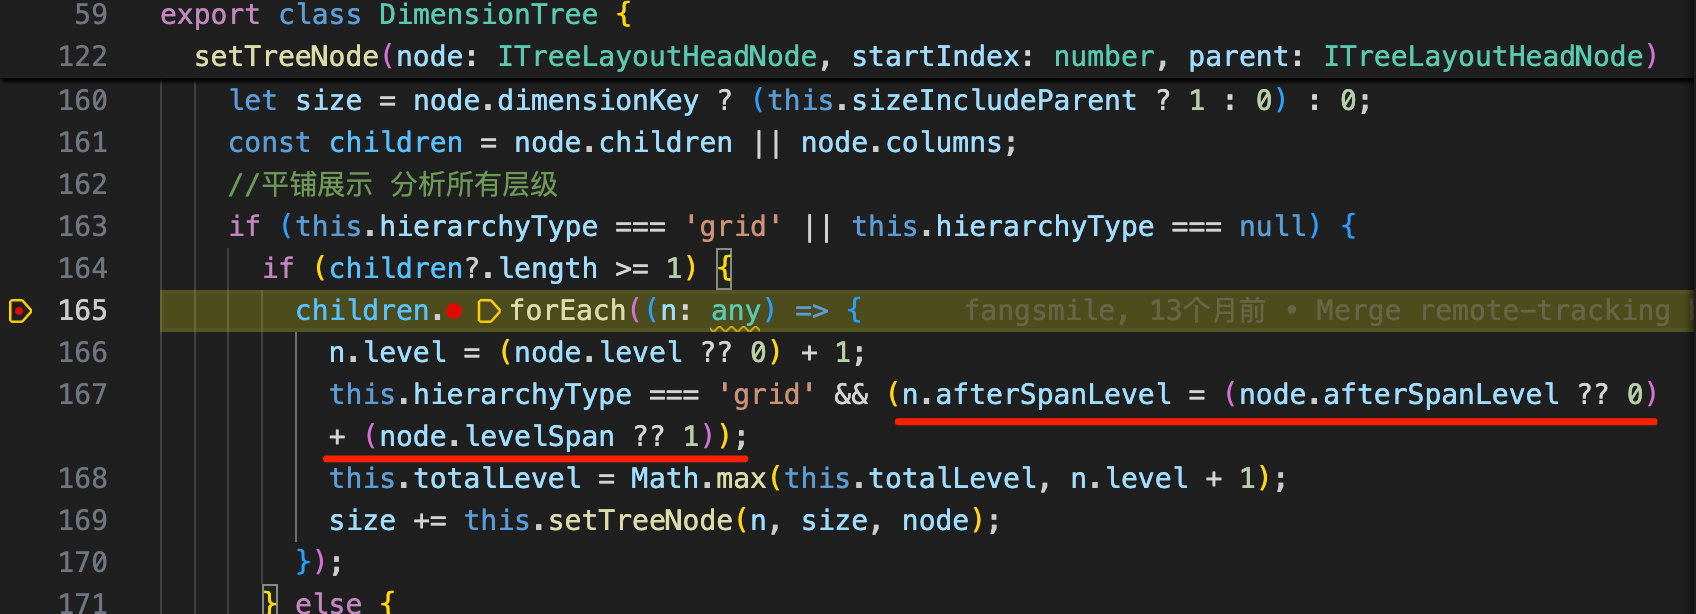 59 export class DimensionTree {
122 setTreeNode(node: ITreeLayoutHeadNode, startIndex: number, parent: ITreeLayoutHeadNode)
160 let size = node.dimensionKey ? (this.sizeIncludeParent ? 1 : 0) : 0;
161 const children = node.children || node.columns;
162 //平铺展示 分析所有层级
163 if (this.hierarchyType === 'grid' || this.hierarchyType === null) {
164 if (children?.length >= 1) {
165 children.forEach((n: any) => { fangsmile, 13个月前 • Merge remote-tracking
166 n.level = (node.level ?? 0) + 1;
167 this.hierarchyType === 'grid' && (n.afterSpanLevel = (node.afterSpanLevel ?? 0)
+ (node.levelSpan ?? 1));
168 this.totalLevel = Math.max(this.totalLevel, n.level + 1);
169 size += this.setTreeNode(n, size, node);
170 });
171 } else {